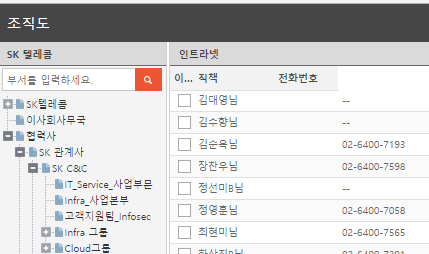 조직도
SK 텔레콤
부서를 입력하세요.
SK텔레콤
이사회사무국
협력사
SK 관계사
SK C&C
IT_Service_사업부문
Infra_사업본부
고객지원팀_Infosec
Infra 그룹
Cloud그룹
인트라넷
이... 직책 전화번호
김대영님 --
김수향님 --
김순옥님 02-6400-7193
장찬우님 02-6400-7598
정선미B님 --
정영훈님 02-6400-7058
최현미님 02-6400-7565